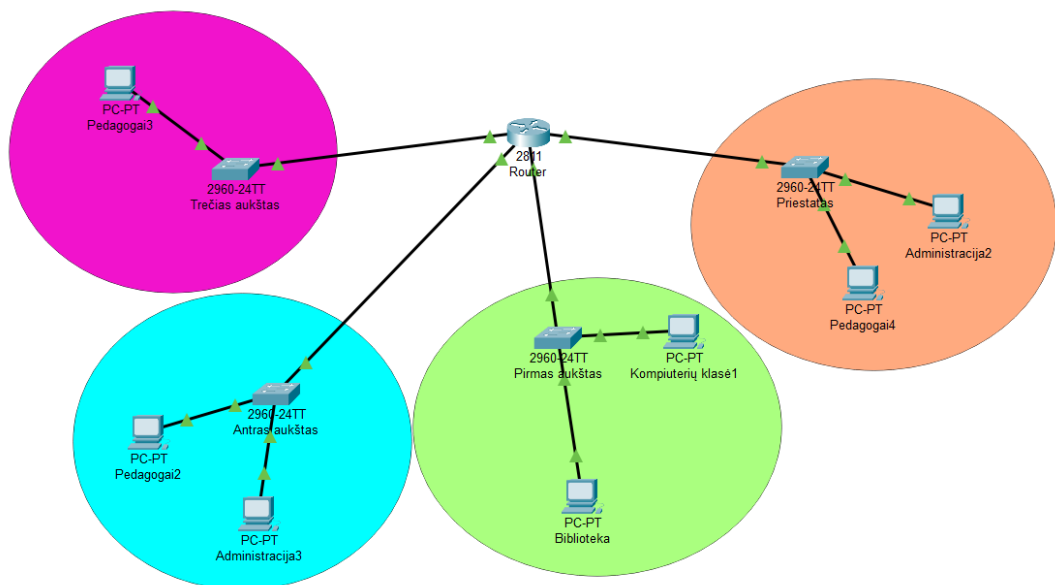 PC-PT
Pedagogai3
2960-24TT
Trečias aukštas
2811
Router
2960-24TT
Priestatas
PC-PT
Administracija2
PC-PT
Pedagogai4
2960-24TT
Pirmas aukštas
PC-PT
Kompiuterių klasė1
PC-PT
Biblioteka
2960-24TT
Antras aukštas
PC-PT
Pedagogai2
PC-PT
Administracija3